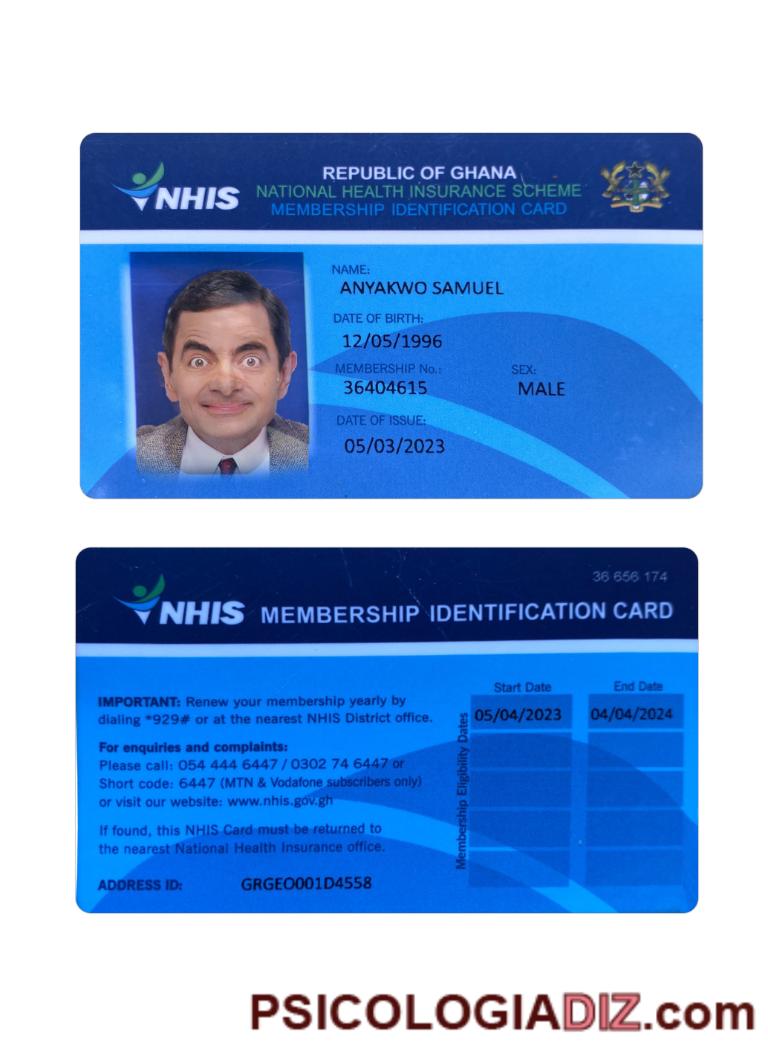 NHIS
REPUBLIC OF GHANA
NATIONAL HEALTH INSURANCE SCHEME
MEMBERSHIP IDENTIFICATION CARD
NAME:
ANYAKWO SAMUEL
DATE OF BIRTH:
12/05/1996
MEMBERSHIP No.: SEX:
36404615 MALE
DATE OF ISSUE:
05/03/2023
36 656 174
NHIS MEMBERSHIP IDENTIFICATION CARD
Start Date End Date
IMPORTANT: Renew your membership yearly by
dialing *929# or at the nearest NHIS District office.
05/04/2023 04/04/2024
For enquiries and complaints:
Please call: 054 444 6447 / 0302 74 6447 or
Short code: 6447 (MTN & Vodafone subscribers only)
or visit our website: www.nhis.gov.gh
Membership Eligibility Dates
If found, this NHIS Card must be returned to
the nearest National Health Insurance office.
ADDRESS ID: GRGEO001D4558
PSICOLOGIADIZ.com